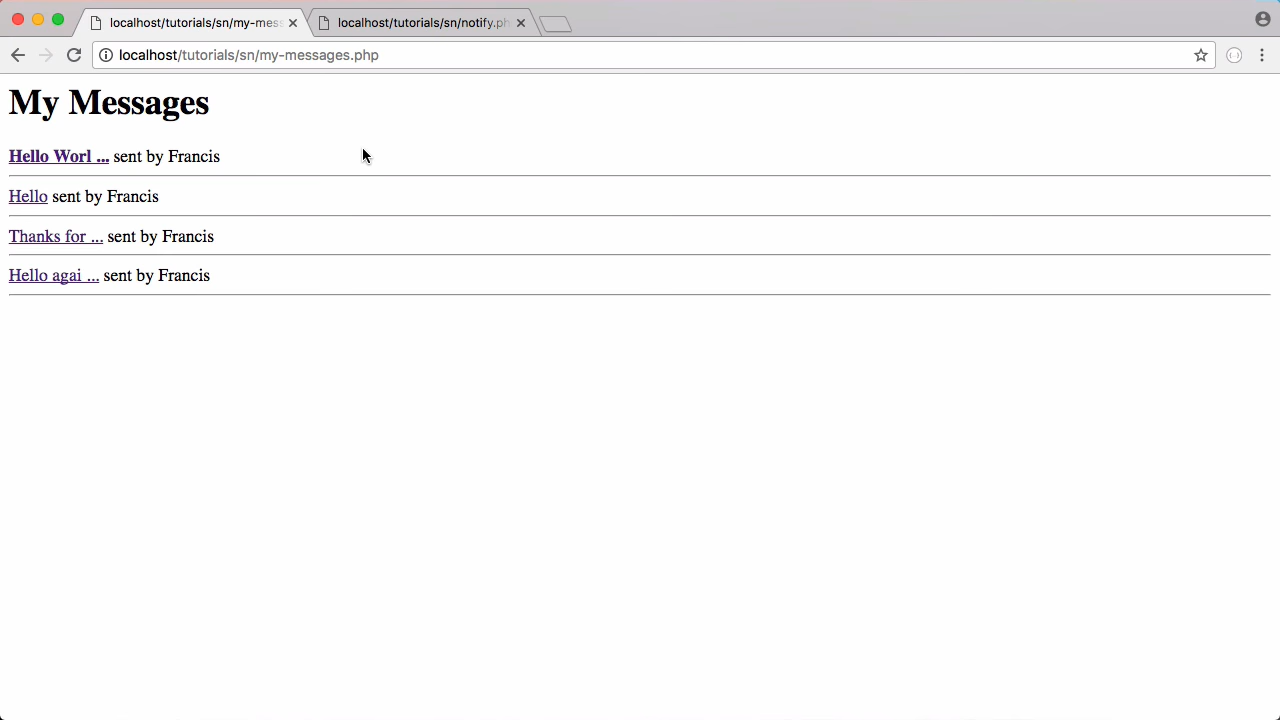 localhost/tutorials/sn/my-mess
localhost/tutorials/sn/notify.ph
localhost/tutorials/sn/my-messages.php
My Messages
Hello Worl ... sent by Francis
Hello sent by Francis
Thanks for ... sent by Francis
Hello agai ... sent by Francis